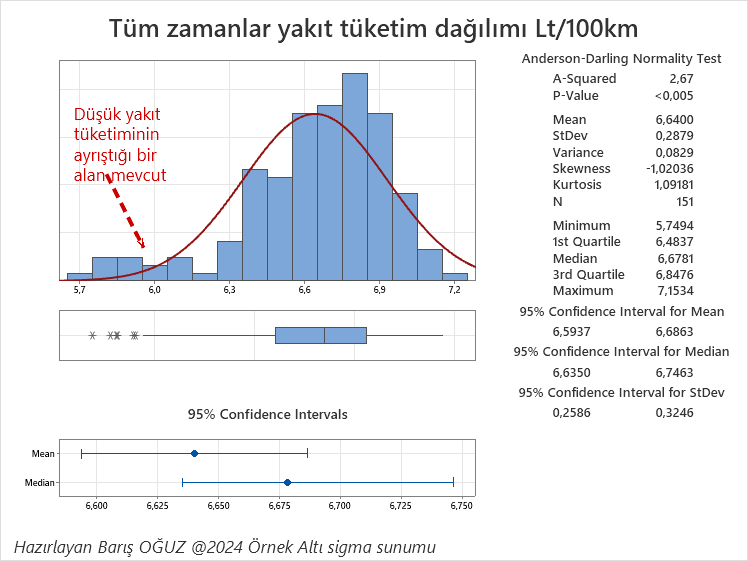 Tüm zamanlar yakıt tüketim dağılımı Lt/100km
Düşük yakıt
tüketiminin
ayrıştığı bir
alan mevcut
5,7 6,0 6,3 6,6 6,9 7,2
Anderson-Darling Normality Test
A-Squared 2,67
P-Value <0,005
Mean 6,6400
StDev 0,2879
Variance 0,0829
Skewness -1,02036
Kurtosis 1,09181
N 151
Minimum 5,7494
1st Quartile 6,4837
Median 6,6781
3rd Quartile 6,8476
Maximum 7,1534
95% Confidence Interval for Mean
6,5937 6,6863
95% Confidence Interval for Median
6,6350 6,7463
95% Confidence Interval for StDev
0,2586 0,3246
95% Confidence Intervals
Mean
Median
6,600 6,625 6,650 6,675 6,700 6,725 6,750
Hazırlayan Barış OĞUZ @2024 Örnek Altı sigma sunumu